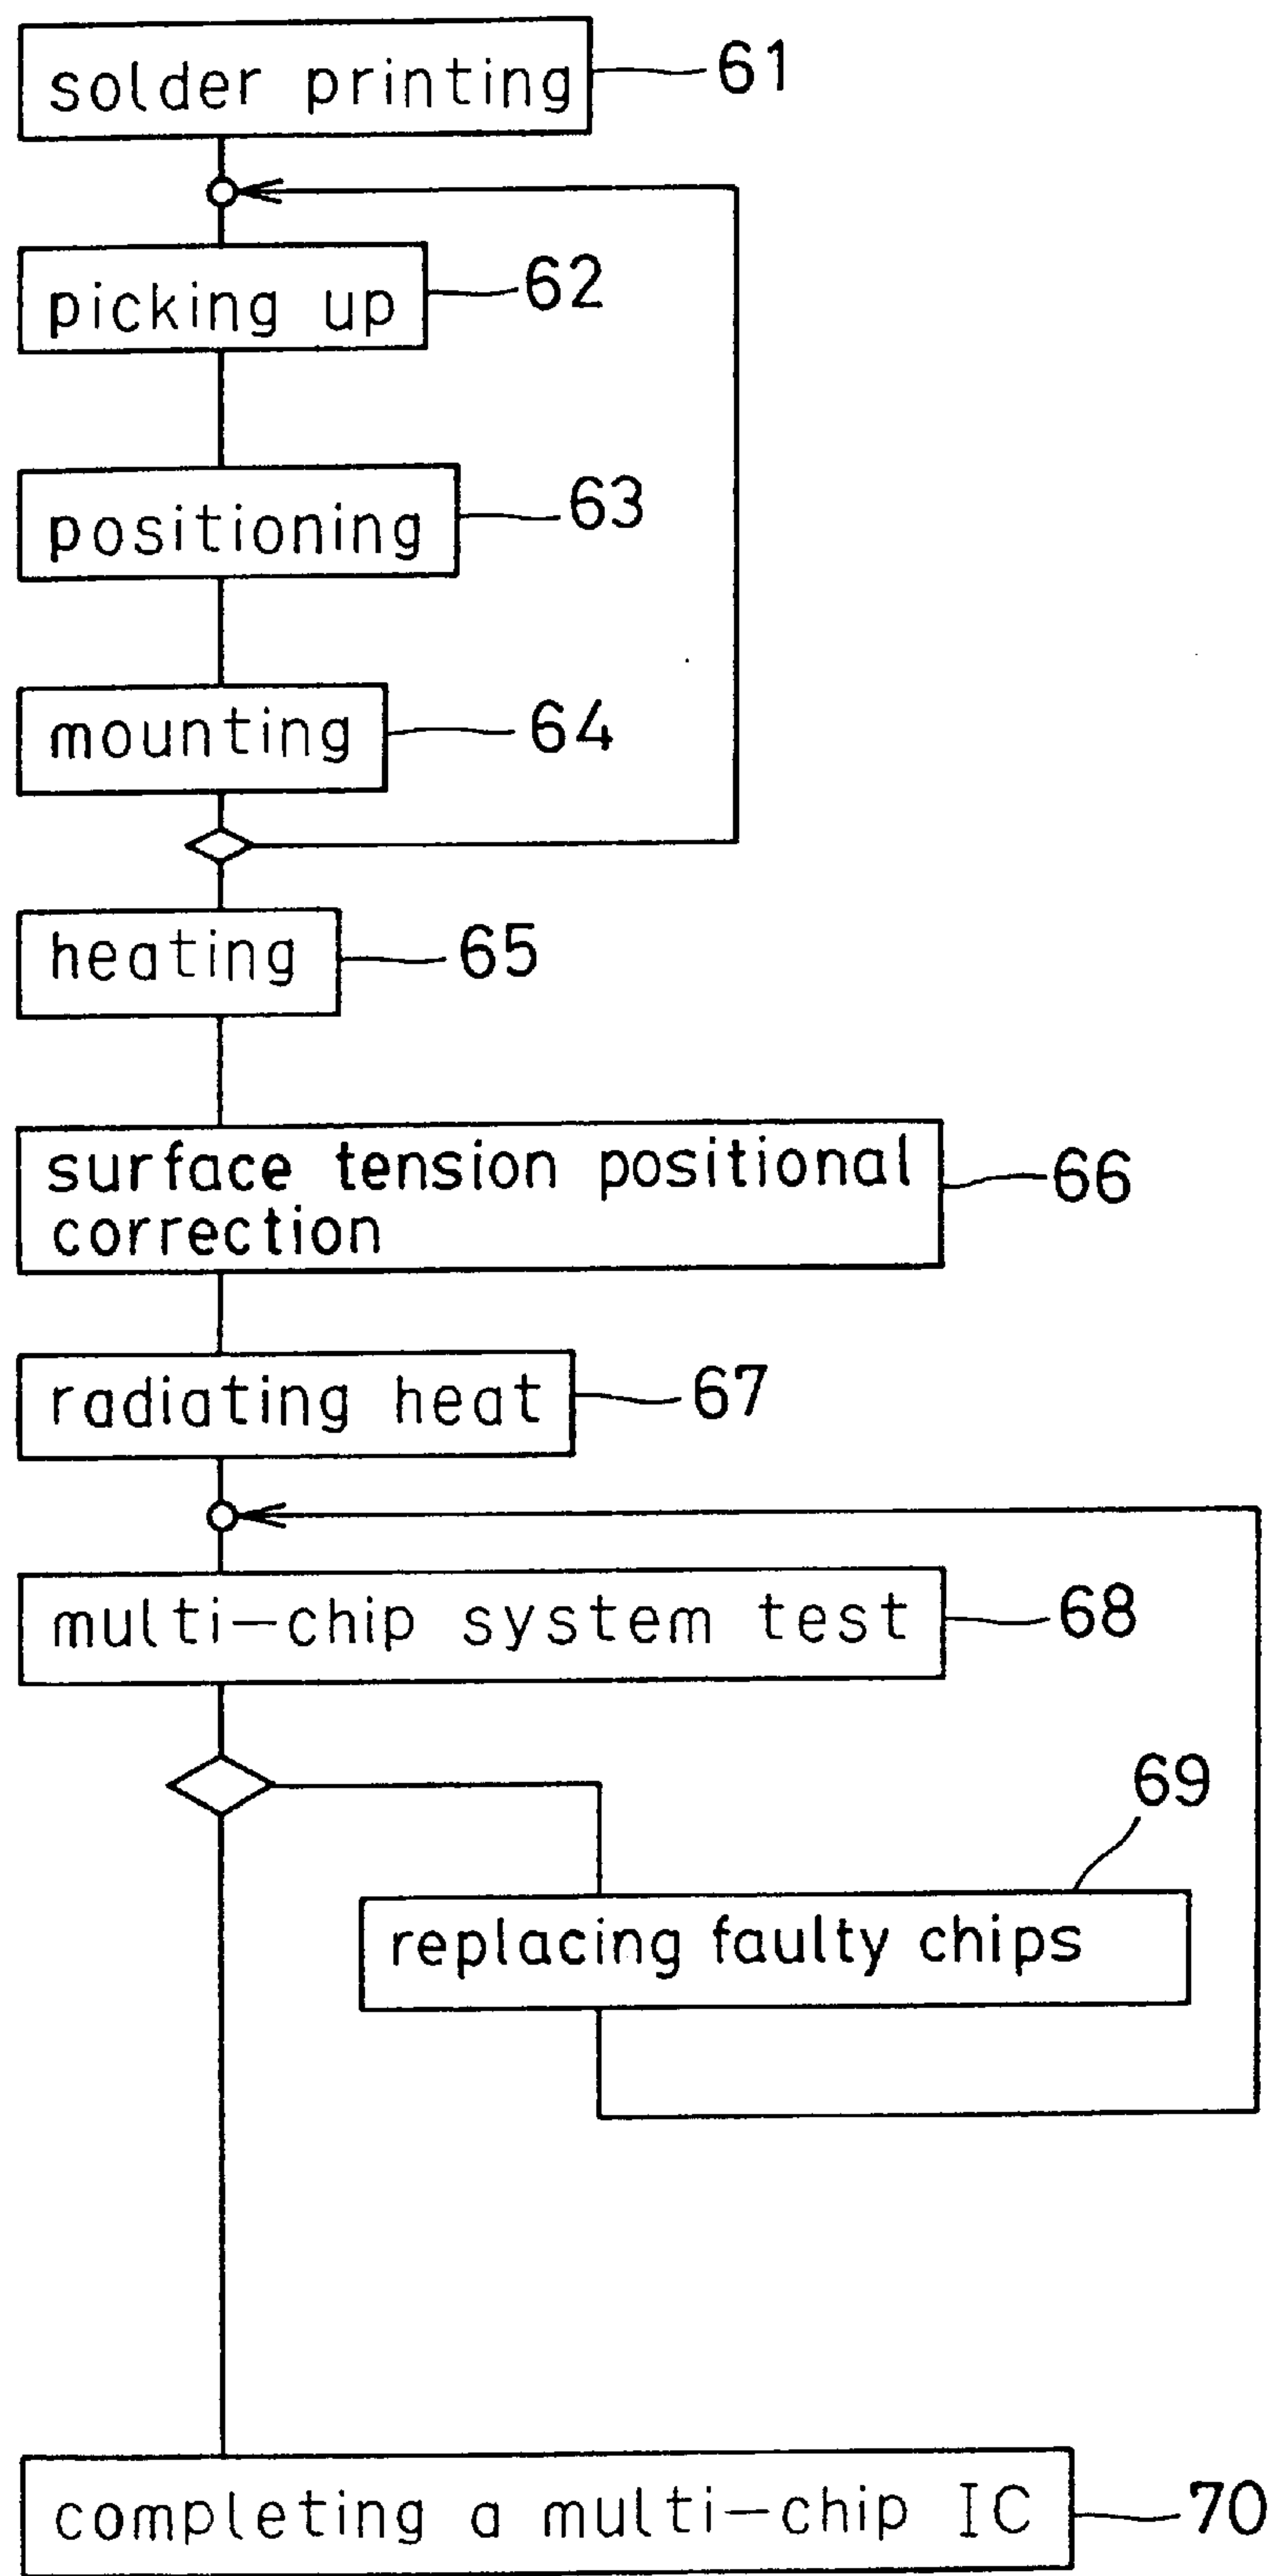 solder printing 61
picking up 62
positioning 63
mounting 64
heating 65
surface tension positional 66
correction
radiating heat 67
multi-chip system test 68
69
replacing faulty chips
completing a multi-chip IC 70